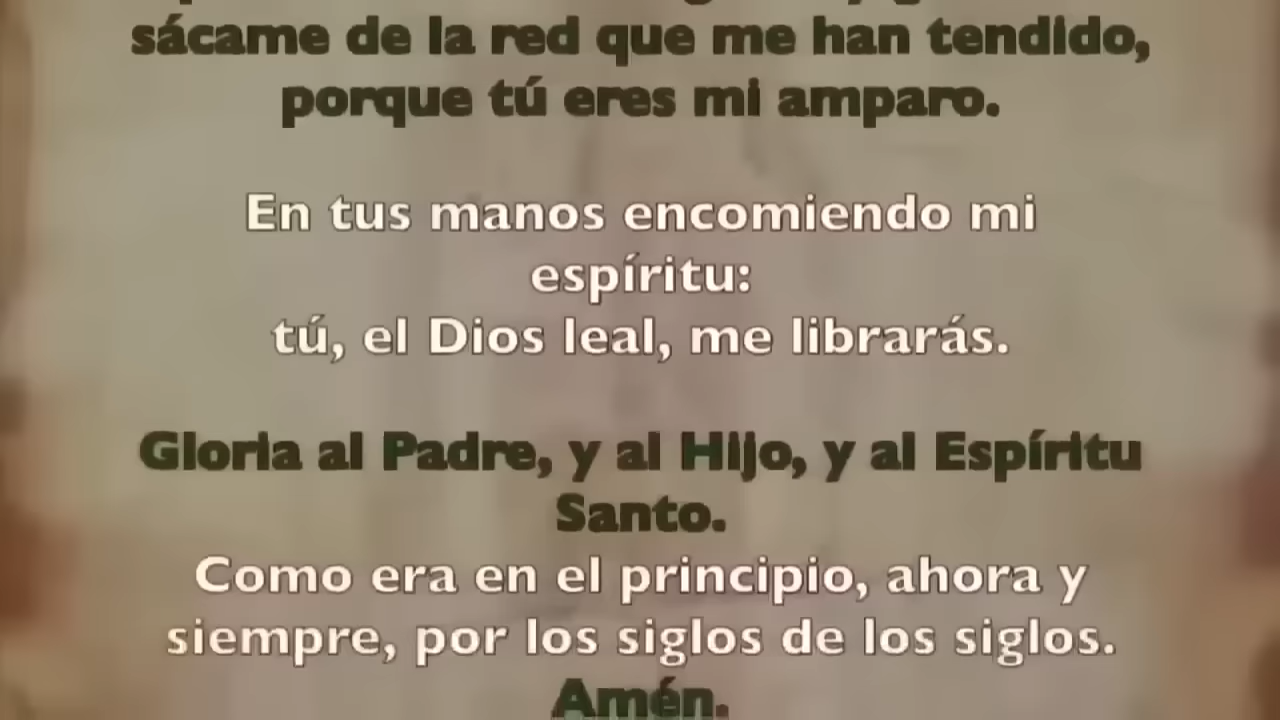 sácame de la red que me han tendido,
porque tú eres mi amparo.
En tus manos encomiendo mi
espíritu:
tú, el Dios leal, me librarás.
Gloria al Padre, y al Hijo, y al Espíritu
Santo.
Como era en el principio, ahora y
siempre, por los siglos de los siglos.
Amén.